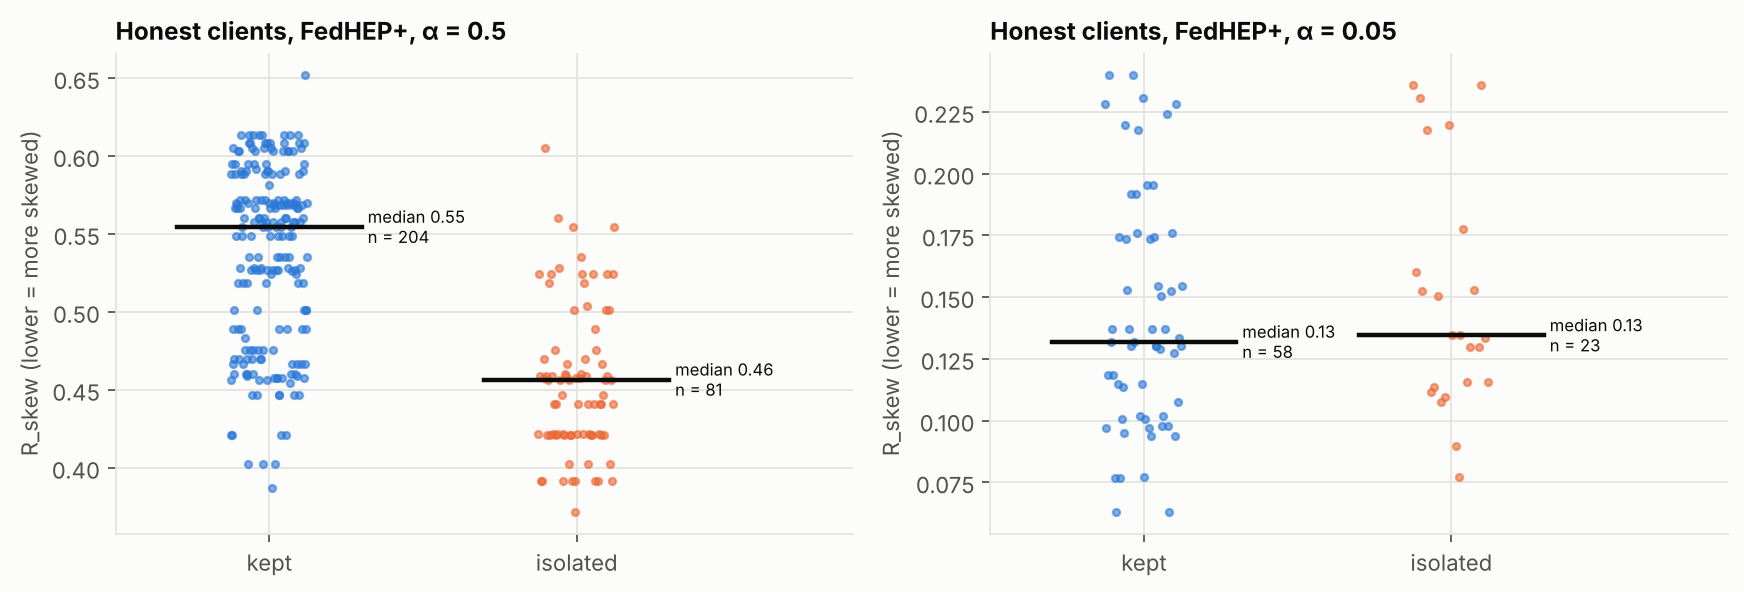 Honest clients, FedHEP+, α = 0.5
R_skew (lower = more skewed)
0.65
0.60
0.55
0.50
0.45
0.40
median 0.55
n = 204
median 0.46
n = 81
kept
isolated
Honest clients, FedHEP+, α = 0.05
R_skew (lower = more skewed)
0.225
0.200
0.175
0.150
0.125
0.100
0.075
median 0.13
n = 58
median 0.13
n = 23
kept
isolated